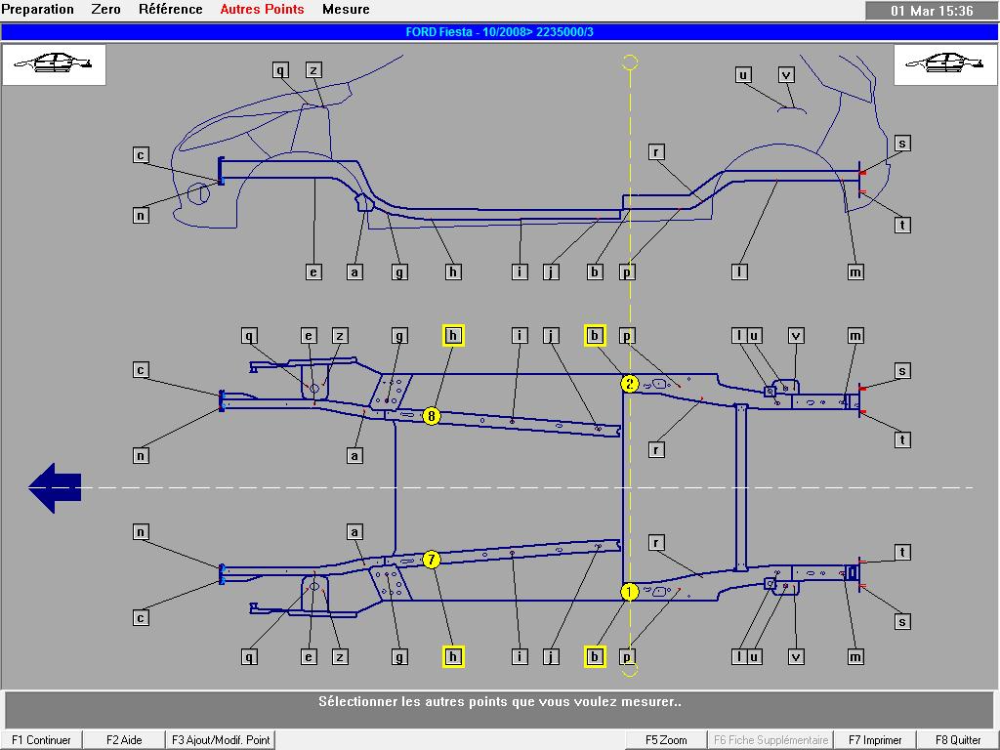 Preparation Zero Référence Autres Points Mesure
01 Mar 15:36
FORD Fiesta - 10/2008> 2235000/3
q z u v
c r s
n t
e a g h i j b p l m
q e z g h i j b p l u v m
c s
2
8
n a r t
n a r t
7
1
c s
q e z g h i j b p l u v m
Sélectionner les autres points que vous voulez mesurer..
F1 Continuer F2 Aide F3 Ajout/Modif. Point F5 Zoom F6 Fiche Supplémentaire F7 Imprimer F8 Quitter